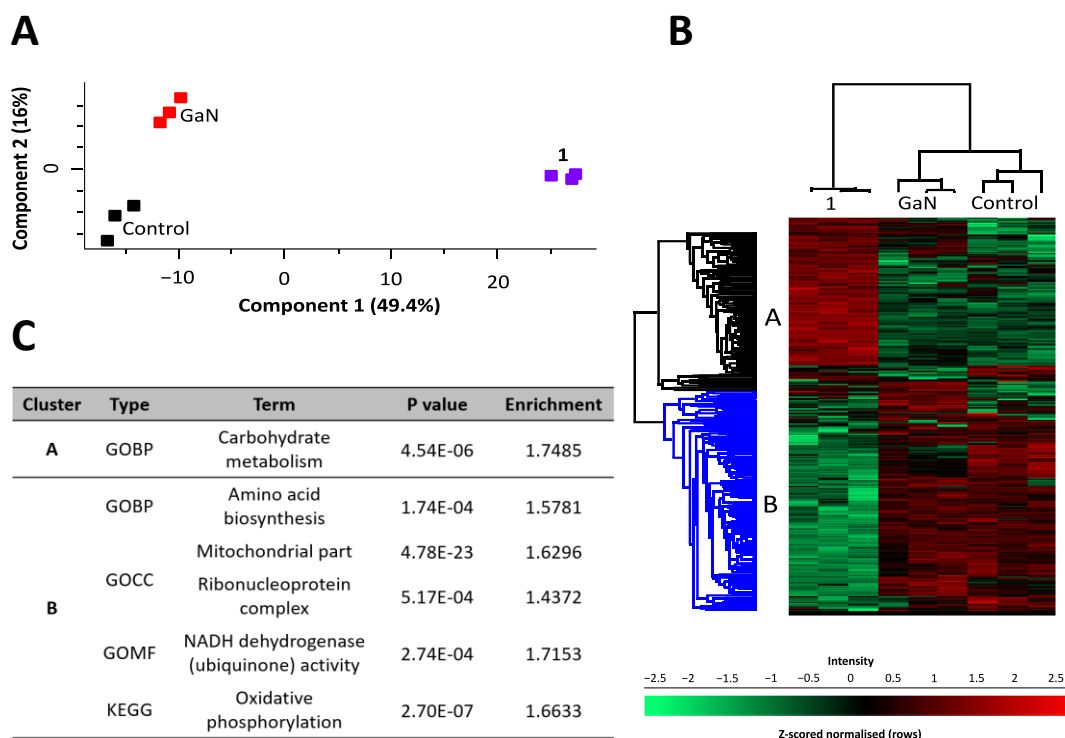 A
Component 2 (16%)
0
GaN
1
Control
−10
0
10
20
Component 1 (49.4%)
B
1
GaN
Control
A
B
Intensity
−2.5 −2 −1 −1 −0.5 0 0.5 1 1.5 2 2.5
Z-scored normalised (rows)
C
Cluster Type Term P value Enrichment
A GOBP Carbohydrate metabolism 4.54E-06 1.7485
B
GOBP Amino acid biosynthesis 1.74E-04 1.5781
GOCC
Mitochondrial part 4.78E-23 1.6296
Ribonucleoprotein complex 5.17E-04 1.4372
GOMF NADH dehydrogenase (ubiquinone) activity 2.74E-04 1.7153
KEGG Oxidative phosphorylation 2.70E-07 1.6633